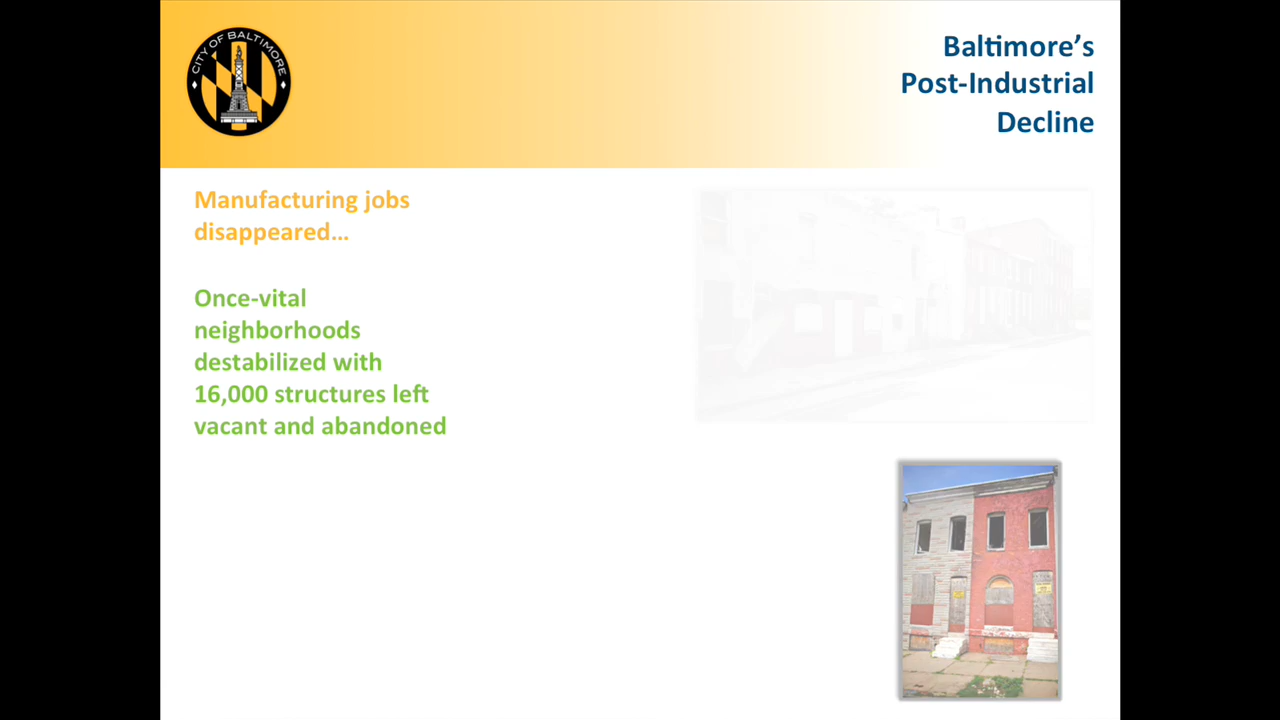 CITY OF BALTIMORE
Baltimore’s
Post-Industrial
Decline
Manufacturing jobs
disappeared…
Once-vital
neighborhoods
destabilized with
16,000 structures left
vacant and abandoned